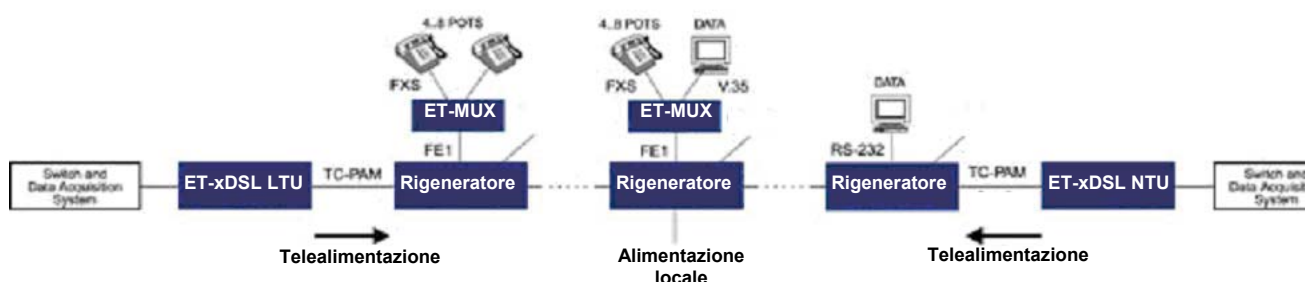 4..8 POTS
4..8 POTS
DATA
FXS
FXS
V.35
DATA
ET-MUX
ET-MUX
FE1
FE1
RS-232
Switch and
Data Acquisition
System
ET-xDSL LTU
TC-PAM
Rigeneratore
Rigeneratore
Rigeneratore
TC-PAM
ET-xDSL NTU
Switch and
Data Acquisiti
System
Telealimentazione
Alimentazione
locale
Telealimentazione